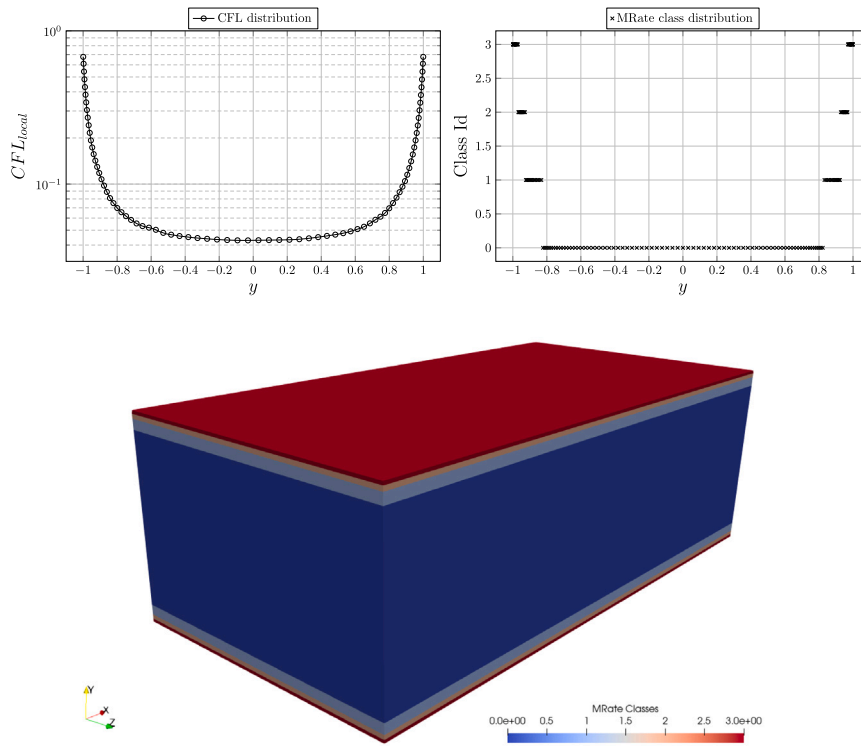 CFL distribution
10^0
10^{-1}
CFL_{local}
−1 −0.8 −0.6 −0.4 −0.2 0 0.2 0.4 0.6 0.8 1
y
MRate class distribution
3
2.5
2
1.5
1
0.5
0
Class Id
−1 −0.8 −0.6 −0.4 −0.2 0 0.2 0.4 0.6 0.8 1
y
Y
X
Z
MRate Classes
0.0e+00 0.5 1 1.5 2 2.5 3.0e+00